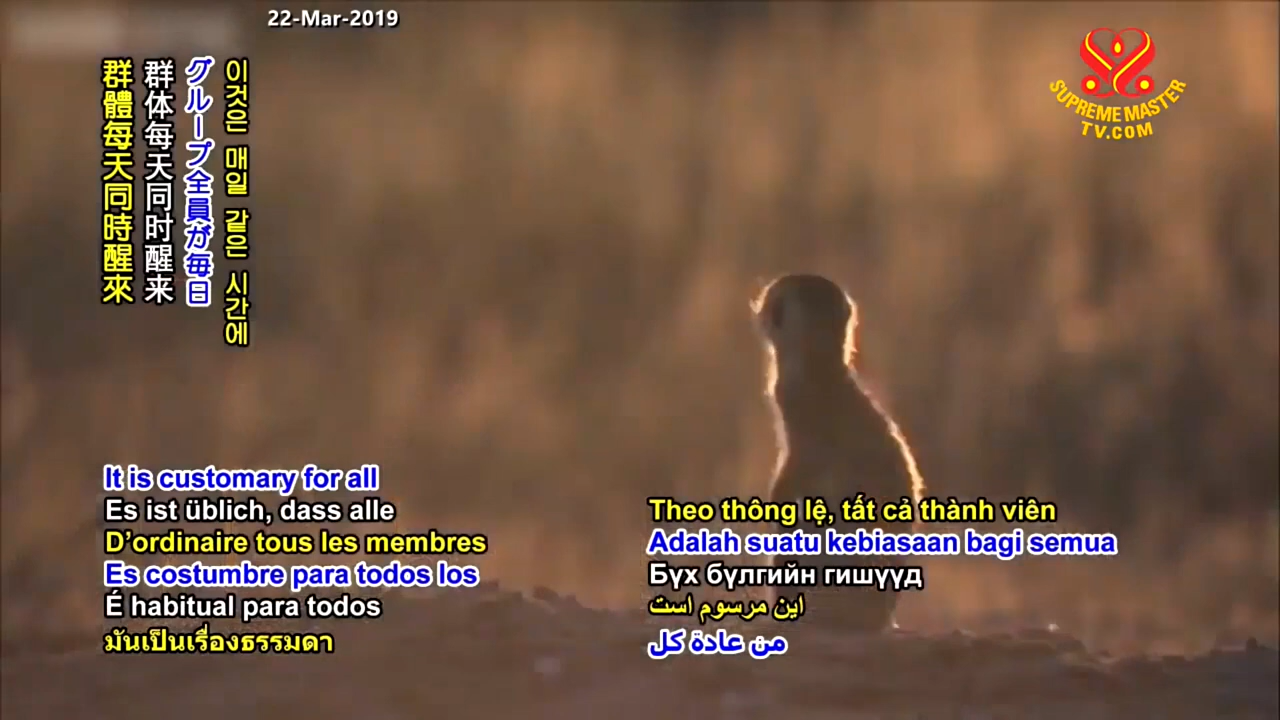 22-Mar-2019
SUPREME MASTER
TV.COM
이것은 매일 같은 시간에
グループ全員が毎日
群体每天同时醒来
群體每天同時醒來
It is customary for all
Es ist üblich, dass alle
D’ordinaire tous les membres
Es costumbre para todos los
É habitual para todos
มันเป็นเรื่องธรรมดา
Theo thông lệ, tất cả thành viên
Adalah suatu kebiasaan bagi semua
Бүх бүлгийн гишүүд
این مرسوم است
من عادة كل